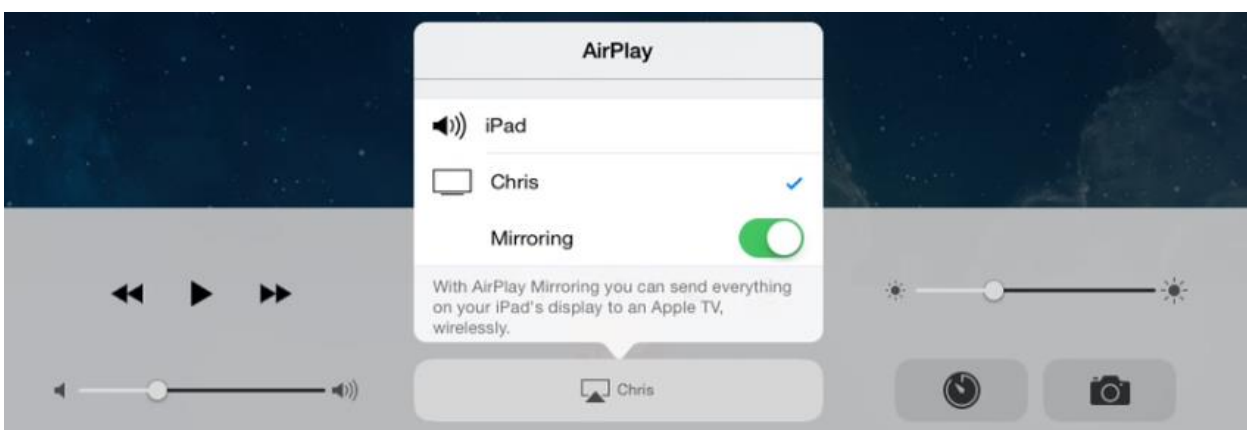 AirPlay
iPad
Chris
Mirroring
With AirPlay Mirroring you can send everything
on your iPad's display to an Apple TV,
wirelessly.
Chris